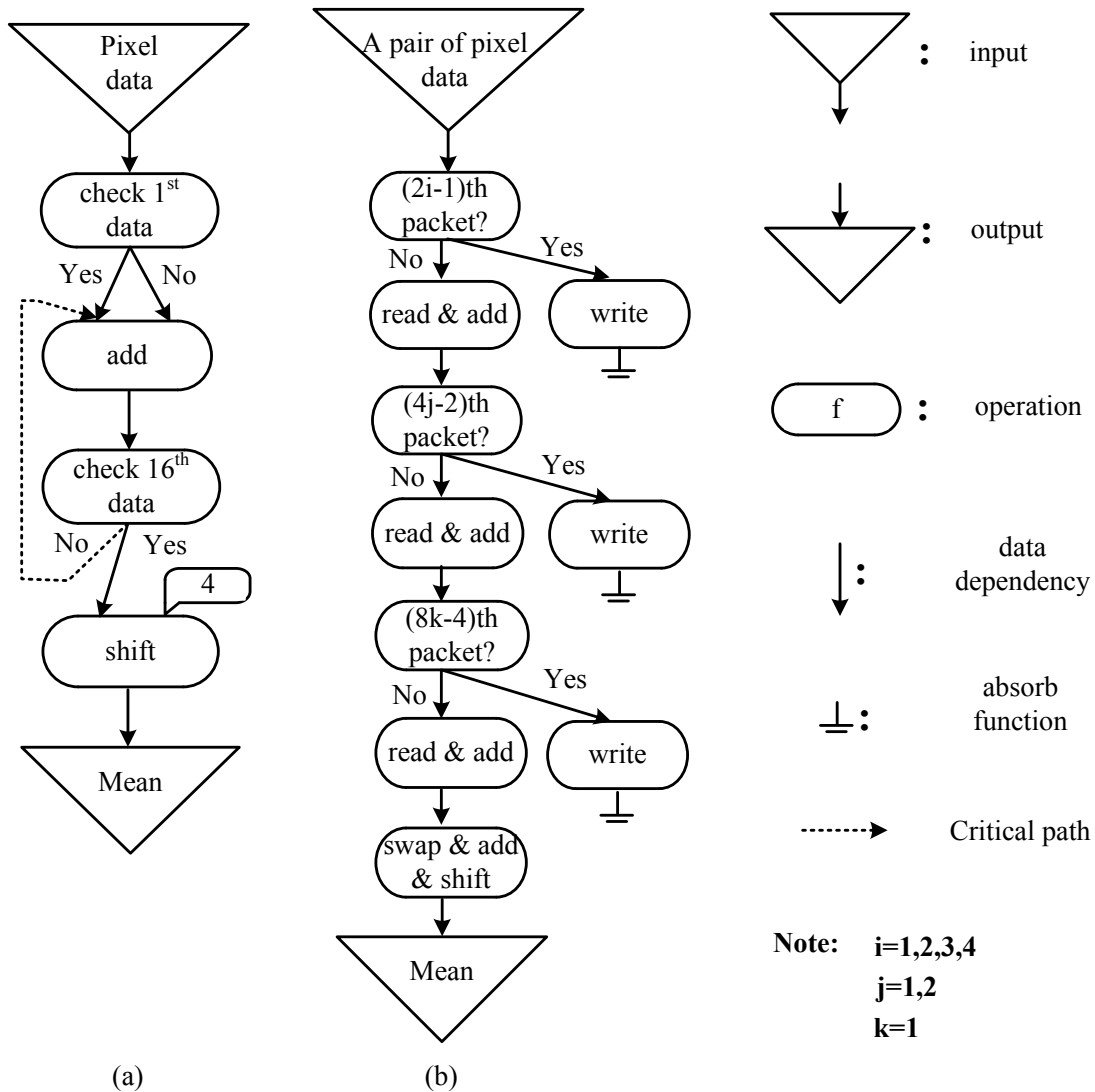 Pixel
data
check 1st
data
Yes
No
add
check 16th
data
No
Yes
4
shift
Mean
(a)
A pair of pixel
data
(2i-1)th
packet?
No
Yes
read & add
write
(4j-2)th
packet?
No
Yes
read & add
write
(8k-4)th
packet?
No
Yes
read & add
write
swap & add
& shift
Mean
(b)
: input
: output
f : operation
: data
dependency
: absorb
function
Critical path
Note: i=1,2,3,4
j=1,2
k=1